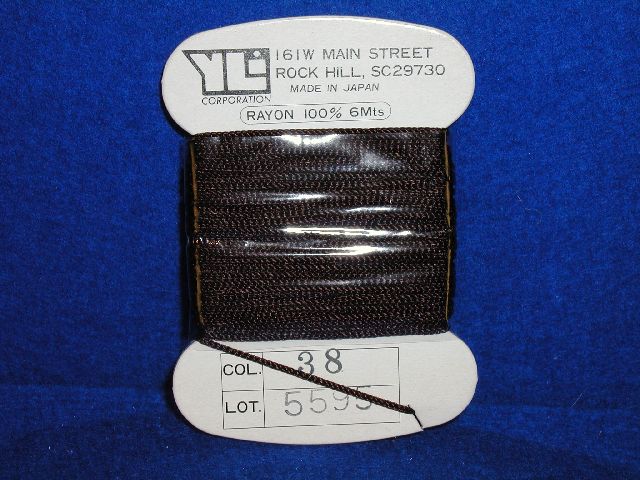 YLI
CORPORATION
161W MAIN STREET
ROCK HILL, SC29730
MADE IN JAPAN
RAYON 100% 6Mts
COL. 38
LOT. 5595